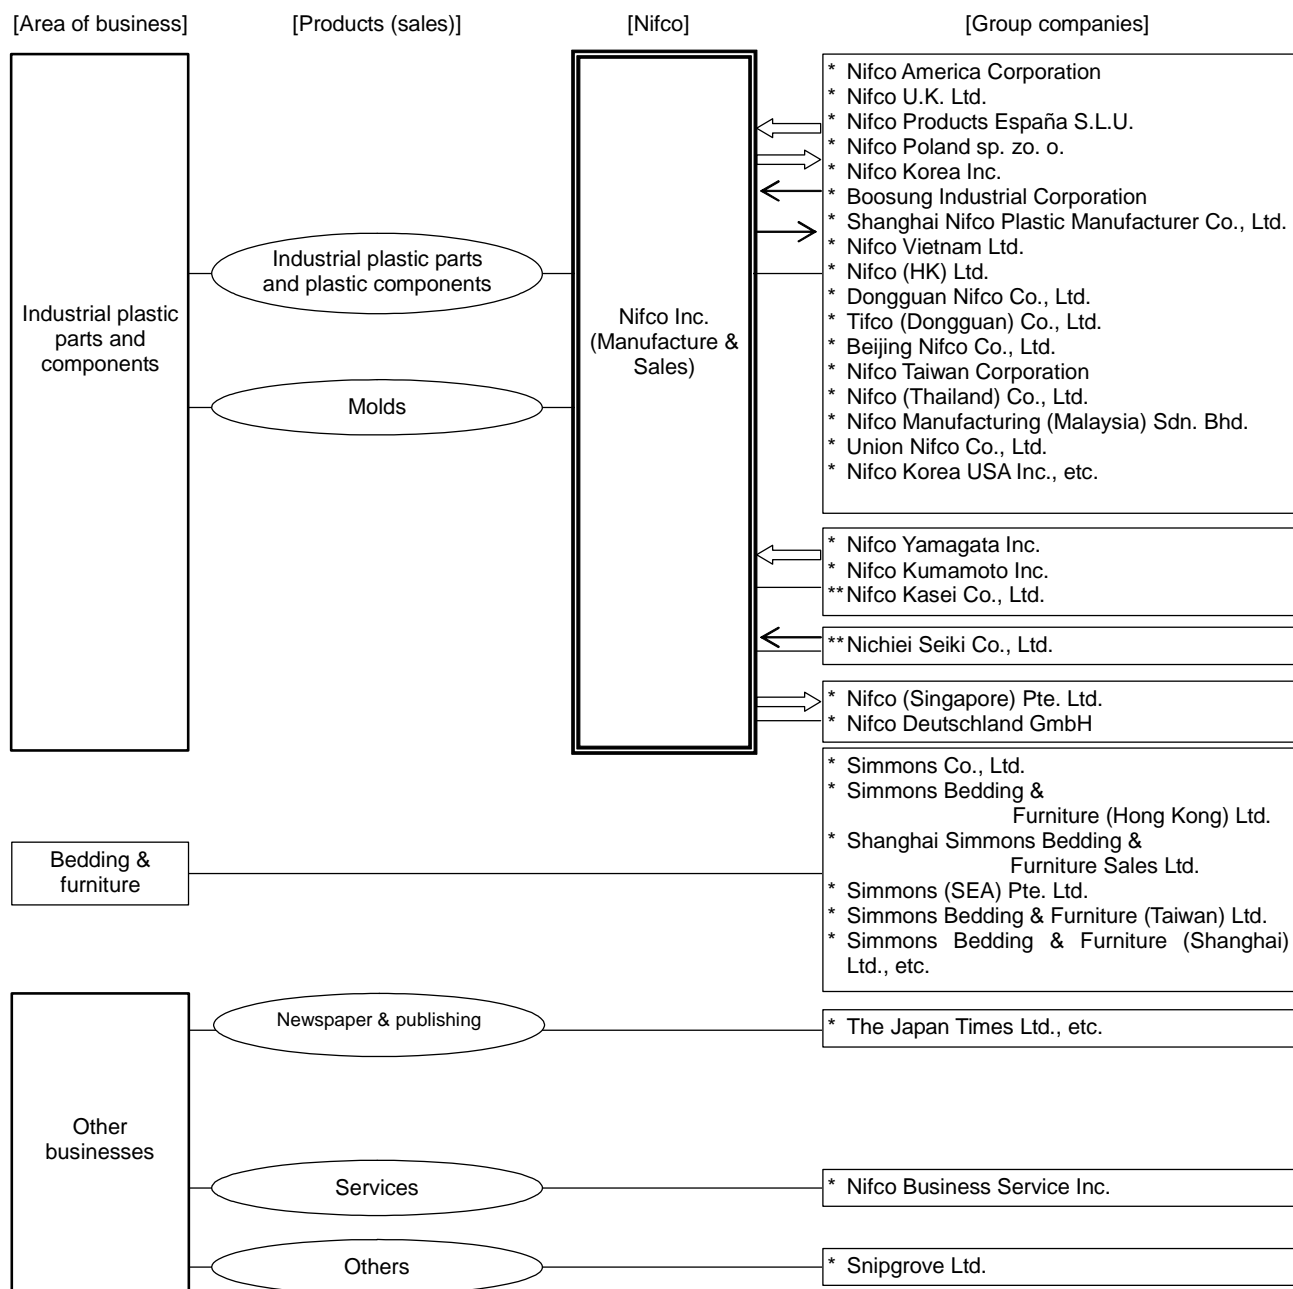 [Area of business] [Products (sales)] [Nifco] [Group companies]
Industrial plastic
parts and
components
Industrial plastic parts
and plastic components
Molds
Nifco Inc.
(Manufacture &
Sales)
* Nifco America Corporation
* Nifco U.K. Ltd.
* Nifco Products España S.L.U.
* Nifco Poland sp. zo. o.
* Nifco Korea Inc.
* Boosung Industrial Corporation
* Shanghai Nifco Plastic Manufacturer Co., Ltd.
* Nifco Vietnam Ltd.
* Nifco (HK) Ltd.
* Dongguan Nifco Co., Ltd.
* Tifco (Dongguan) Co., Ltd.
* Beijing Nifco Co., Ltd.
* Nifco Taiwan Corporation
* Nifco (Thailand) Co., Ltd.
* Nifco Manufacturing (Malaysia) Sdn. Bhd.
* Union Nifco Co., Ltd.
* Nifco Korea USA Inc., etc.
* Nifco Yamagata Inc.
* Nifco Kumamoto Inc.
**Nifco Kasei Co., Ltd.
**Nichiei Seiki Co., Ltd.
* Nifco (Singapore) Pte. Ltd.
* Nifco Deutschland GmbH
Bedding &
furniture
* Simmons Co., Ltd.
* Simmons Bedding &
Furniture (Hong Kong) Ltd.
* Shanghai Simmons Bedding &
Furniture Sales Ltd.
* Simmons (SEA) Pte. Ltd.
* Simmons Bedding & Furniture (Taiwan) Ltd.
* Simmons Bedding & Furniture (Shanghai)
Ltd., etc.
Other
businesses
Newspaper & publishing
* The Japan Times Ltd., etc.
Services
* Nifco Business Service Inc.
Others
* Snipgrove Ltd.